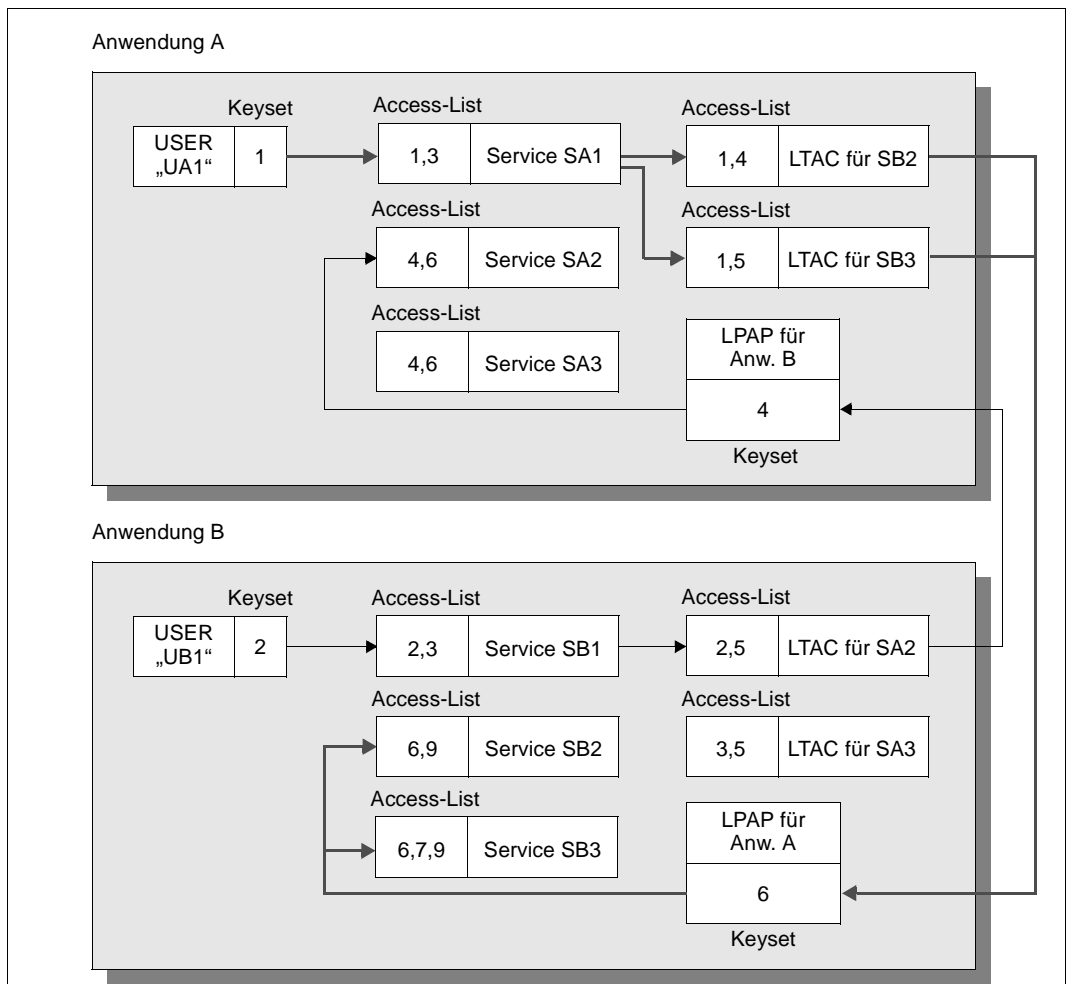 Anwendung A
Keyset
Access-List
Access-List
USER
„UA1“
1
1,3
Service SA1
1,4
LTAC für SB2
Access-List
Access-List
4,6
Service SA2
1,5
LTAC für SB3
Access-List
4,6
Service SA3
LPAP für
Anw. B
4
Keyset
Anwendung B
Keyset
Access-List
Access-List
USER
„UB1“
2
2,3
Service SB1
2,5
LTAC für SA2
Access-List
Access-List
6,9
Service SB2
3,5
LTAC für SA3
Access-List
6,7,9
Service SB3
LPAP für
Anw. A
6
Keyset